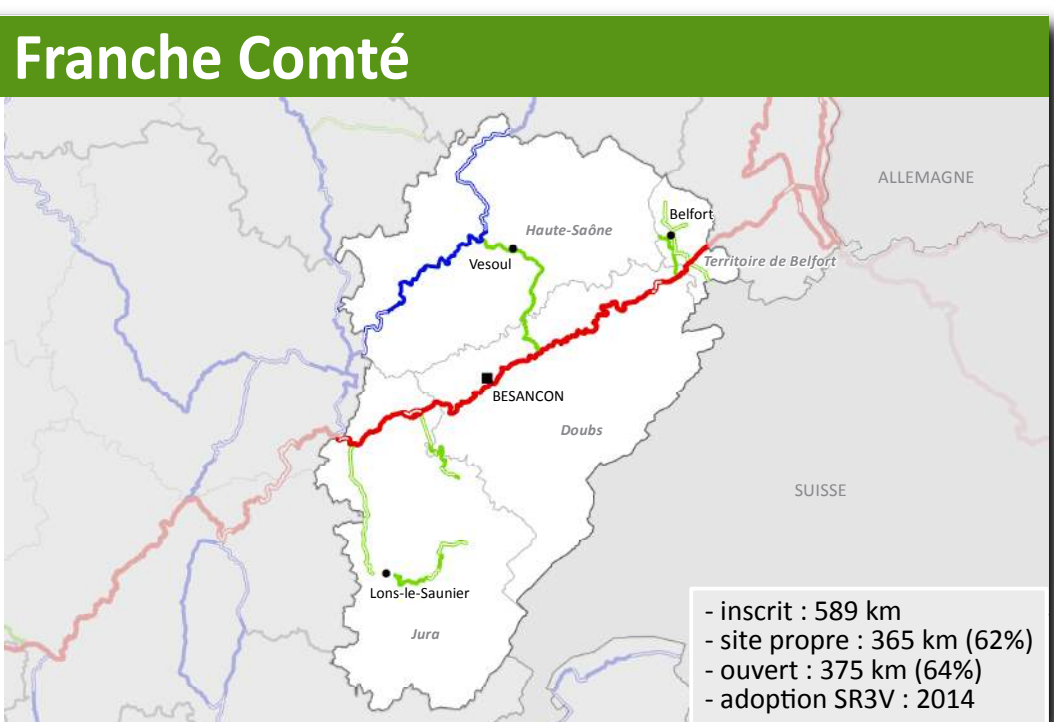 Franche Comté
ALLEMAGNE
Belfort
Haute-Saône
Territoire de Belfort
Vesoul
BESANCON
Doubs
SUISSE
Lons-le-Saunier
Jura
- inscrit : 589 km
- site propre : 365 km (62%)
- ouvert : 375 km (64%)
- adoption SR3V : 2014